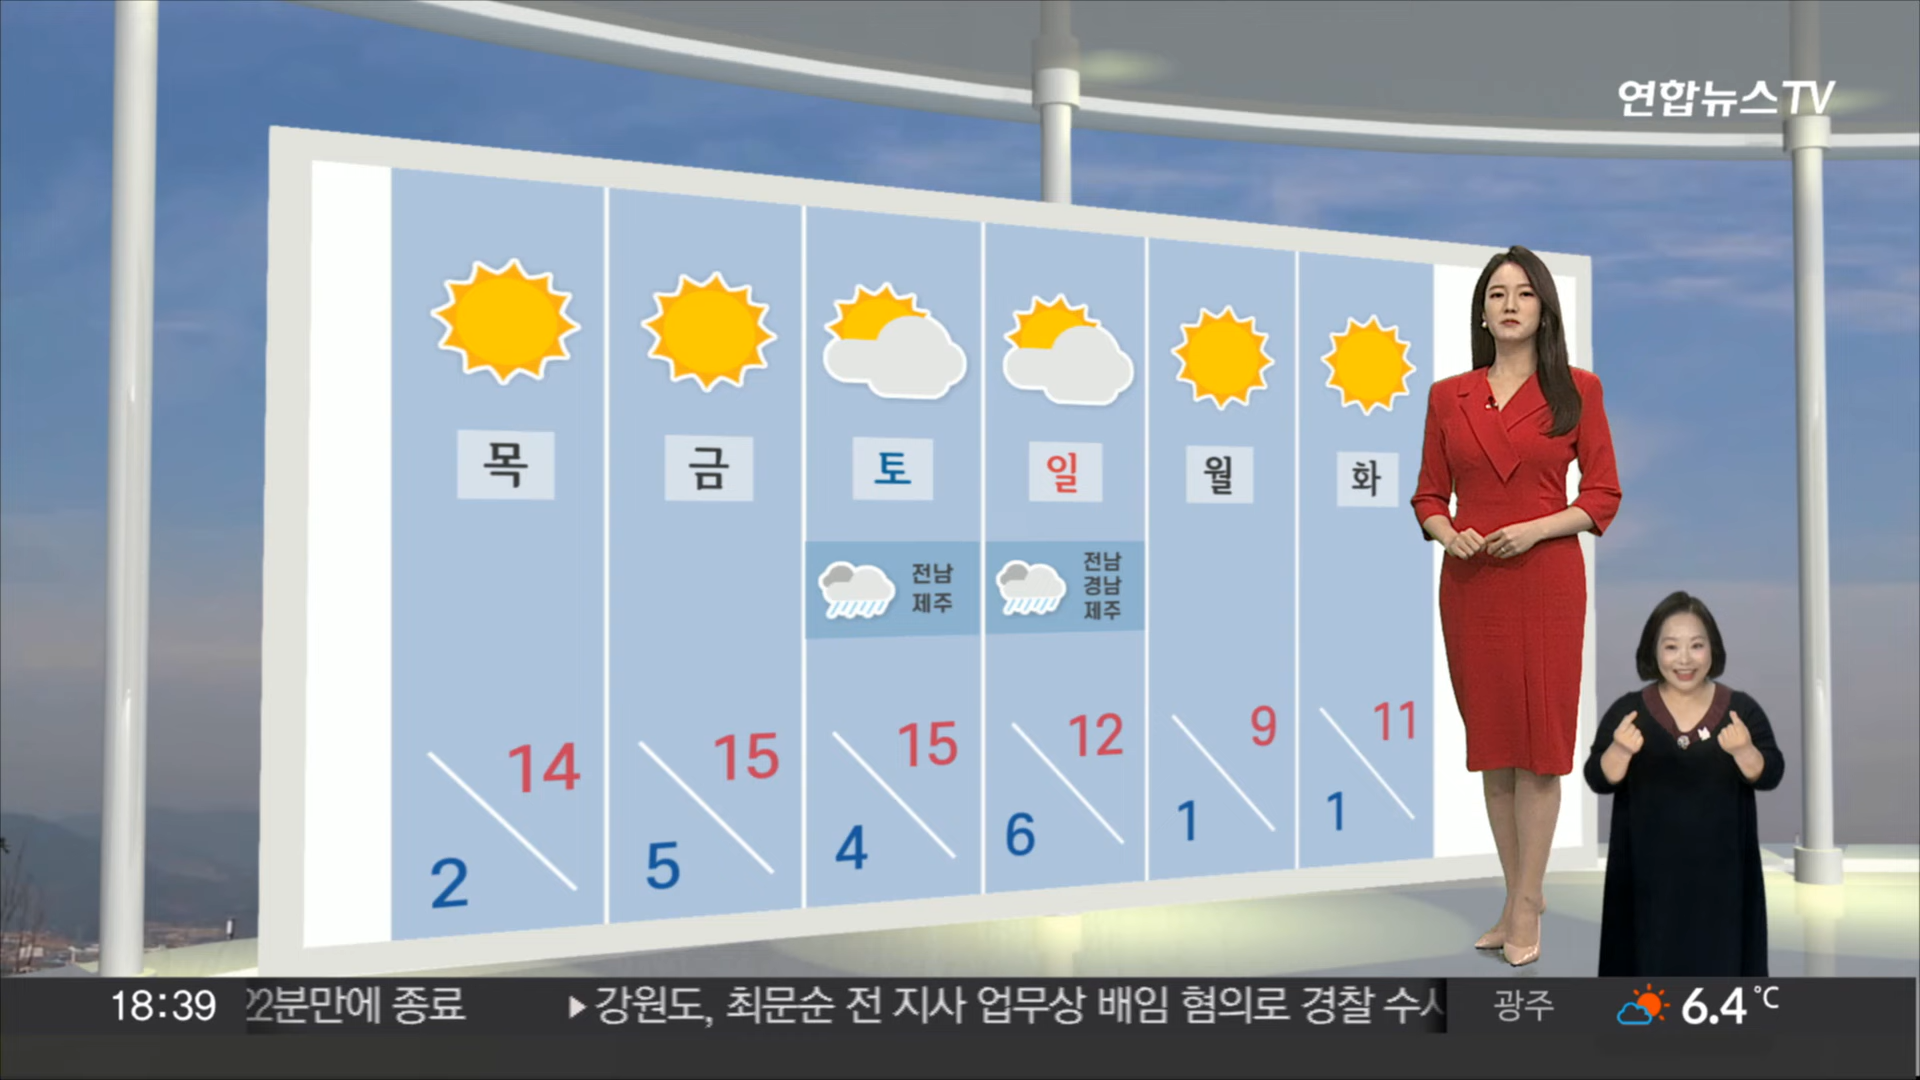 연합뉴스TV
목
금
토
일
월
화
전남
제주
전남
경남
제주
14
2
15
5
15
4
12
6
9
1
11
1
18:39
22분만에 종료
▶강원도, 최문순 전 지사 업무상 배임 혐의로 경찰 수사
광주
6.4℃